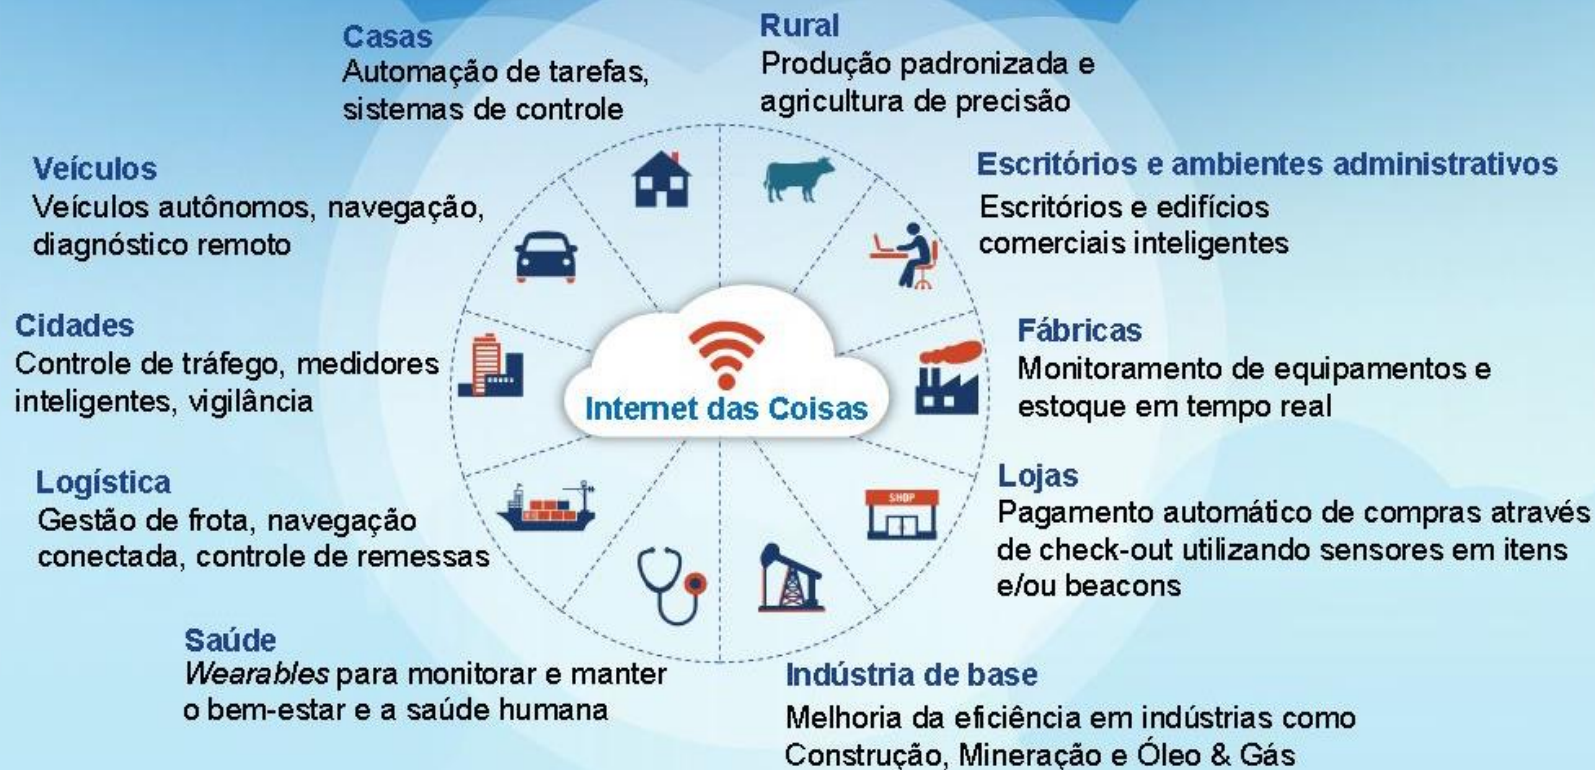 Casas
Automação de tarefas,
sistemas de controle
Rural
Produção padronizada e
agricultura de precisão
Veículos
Veículos autônomos, navegação,
diagnóstico remoto
Escritórios e ambientes administrativos
Escritórios e edifícios
comerciais inteligentes
Cidades
Controle de tráfego, medidores
inteligentes, vigilância
Internet das Coisas
Fábricas
Monitoramento de equipamentos e
estoque em tempo real
Logística
Gestão de frota, navegação
conectada, controle de remessas
SHOP
Lojas
Pagamento automático de compras através
de check-out utilizando sensores em itens
e/ou beacons
Saúde
Wearables para monitorar e manter
o bem-estar e a saúde humana
Indústria de base
Melhoria da eficiência em indústrias como
Construção, Mineração e Óleo & Gás